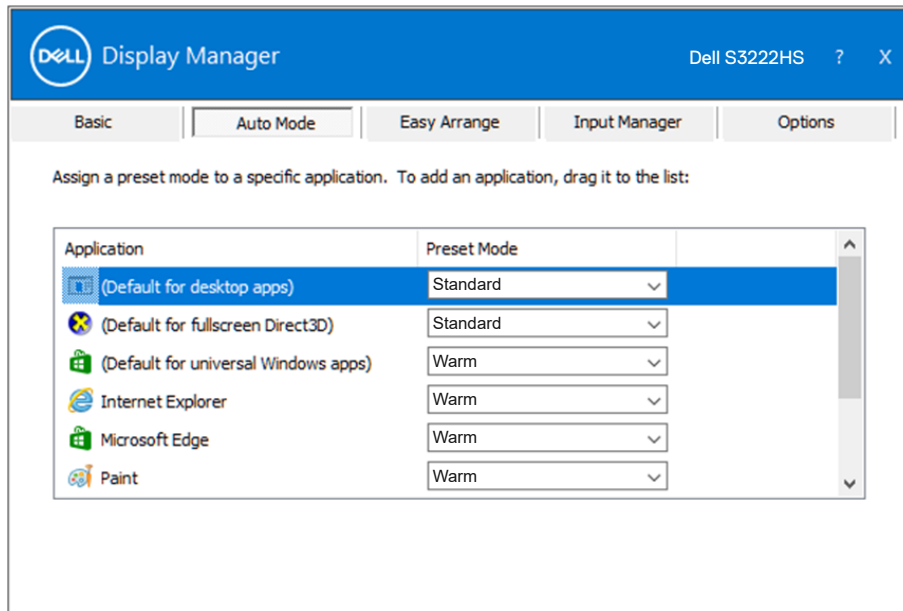 DELL Display Manager Dell S3222HS ? X
Basic Auto Mode Easy Arrange Input Manager Options
Assign a preset mode to a specific application. To add an application, drag it to the list:
Application Preset Mode
(Default for desktop apps) Standard
(Default for fullscreen Direct3D) Standard
(Default for universal Windows apps) Warm
Internet Explorer Warm
Microsoft Edge Warm
Paint Warm